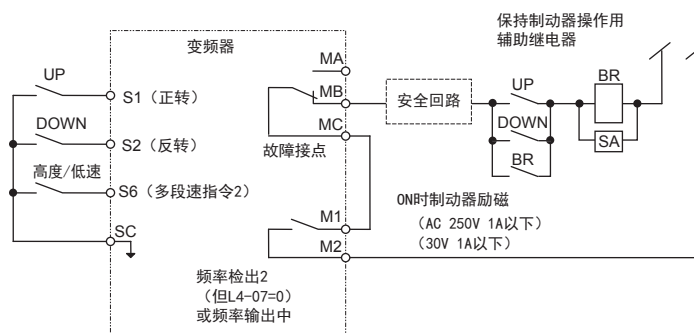 保持制动器操作用
辅助继电器
变频器
MA
UP
S1（正转）
MB
安全回路
UP
BR
DOWN
S2（反转）
MC
故障接点
DOWN
SA
高度/低速
S6（多段速指令2）
BR
ON时制动器励磁
（AC 250V 1A以下）
（30V 1A以下）
SC
M1
M2
频率检出2
（但L4-07=0）
或频率输出中